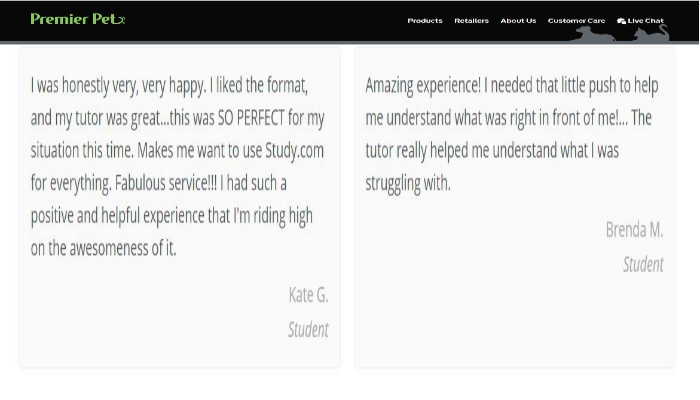 Premier Pet
Products Retailers About Us Customer Care Live Chat
I was honestly very, very happy. I liked the format,
and my tutor was great...this was SO PERFECT for my
situation this time. Makes me want to use Study.com
for everything. Fabulous service!!! I had such a
positive and helpful experience that I'm riding high
on the awesomeness of it.
Kate G.
Student
Amazing experience! I needed that little push to help
me understand what was right in front of me!... The
tutor really helped me understand what I was
struggling with.
Brenda M.
Student